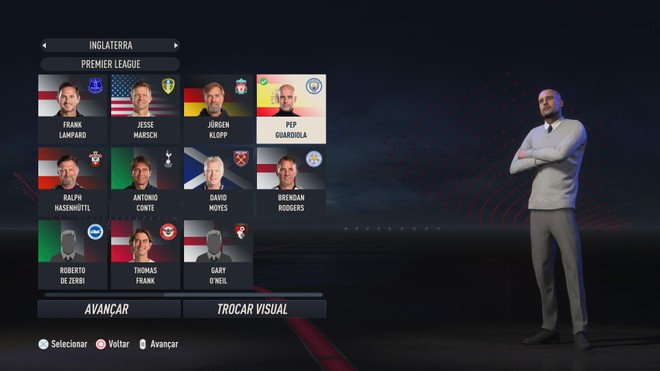 INGLATERRA
PREMIER LEAGUE
FRANK
LAMPARD
JESSE
MARSCH
JÜRGEN
KLOPP
PEP
GUARDIOLA
RALPH
HASENHÜTTL
ANTONIO
CONTE
DAVID
MOYES
BRENDAN
RODGERS
ROBERTO
DE ZERBI
THOMAS
FRANK
GARY
O'NEIL
AVANÇAR
TROCAR VISUAL
Selecionar
Voltar
Avançar